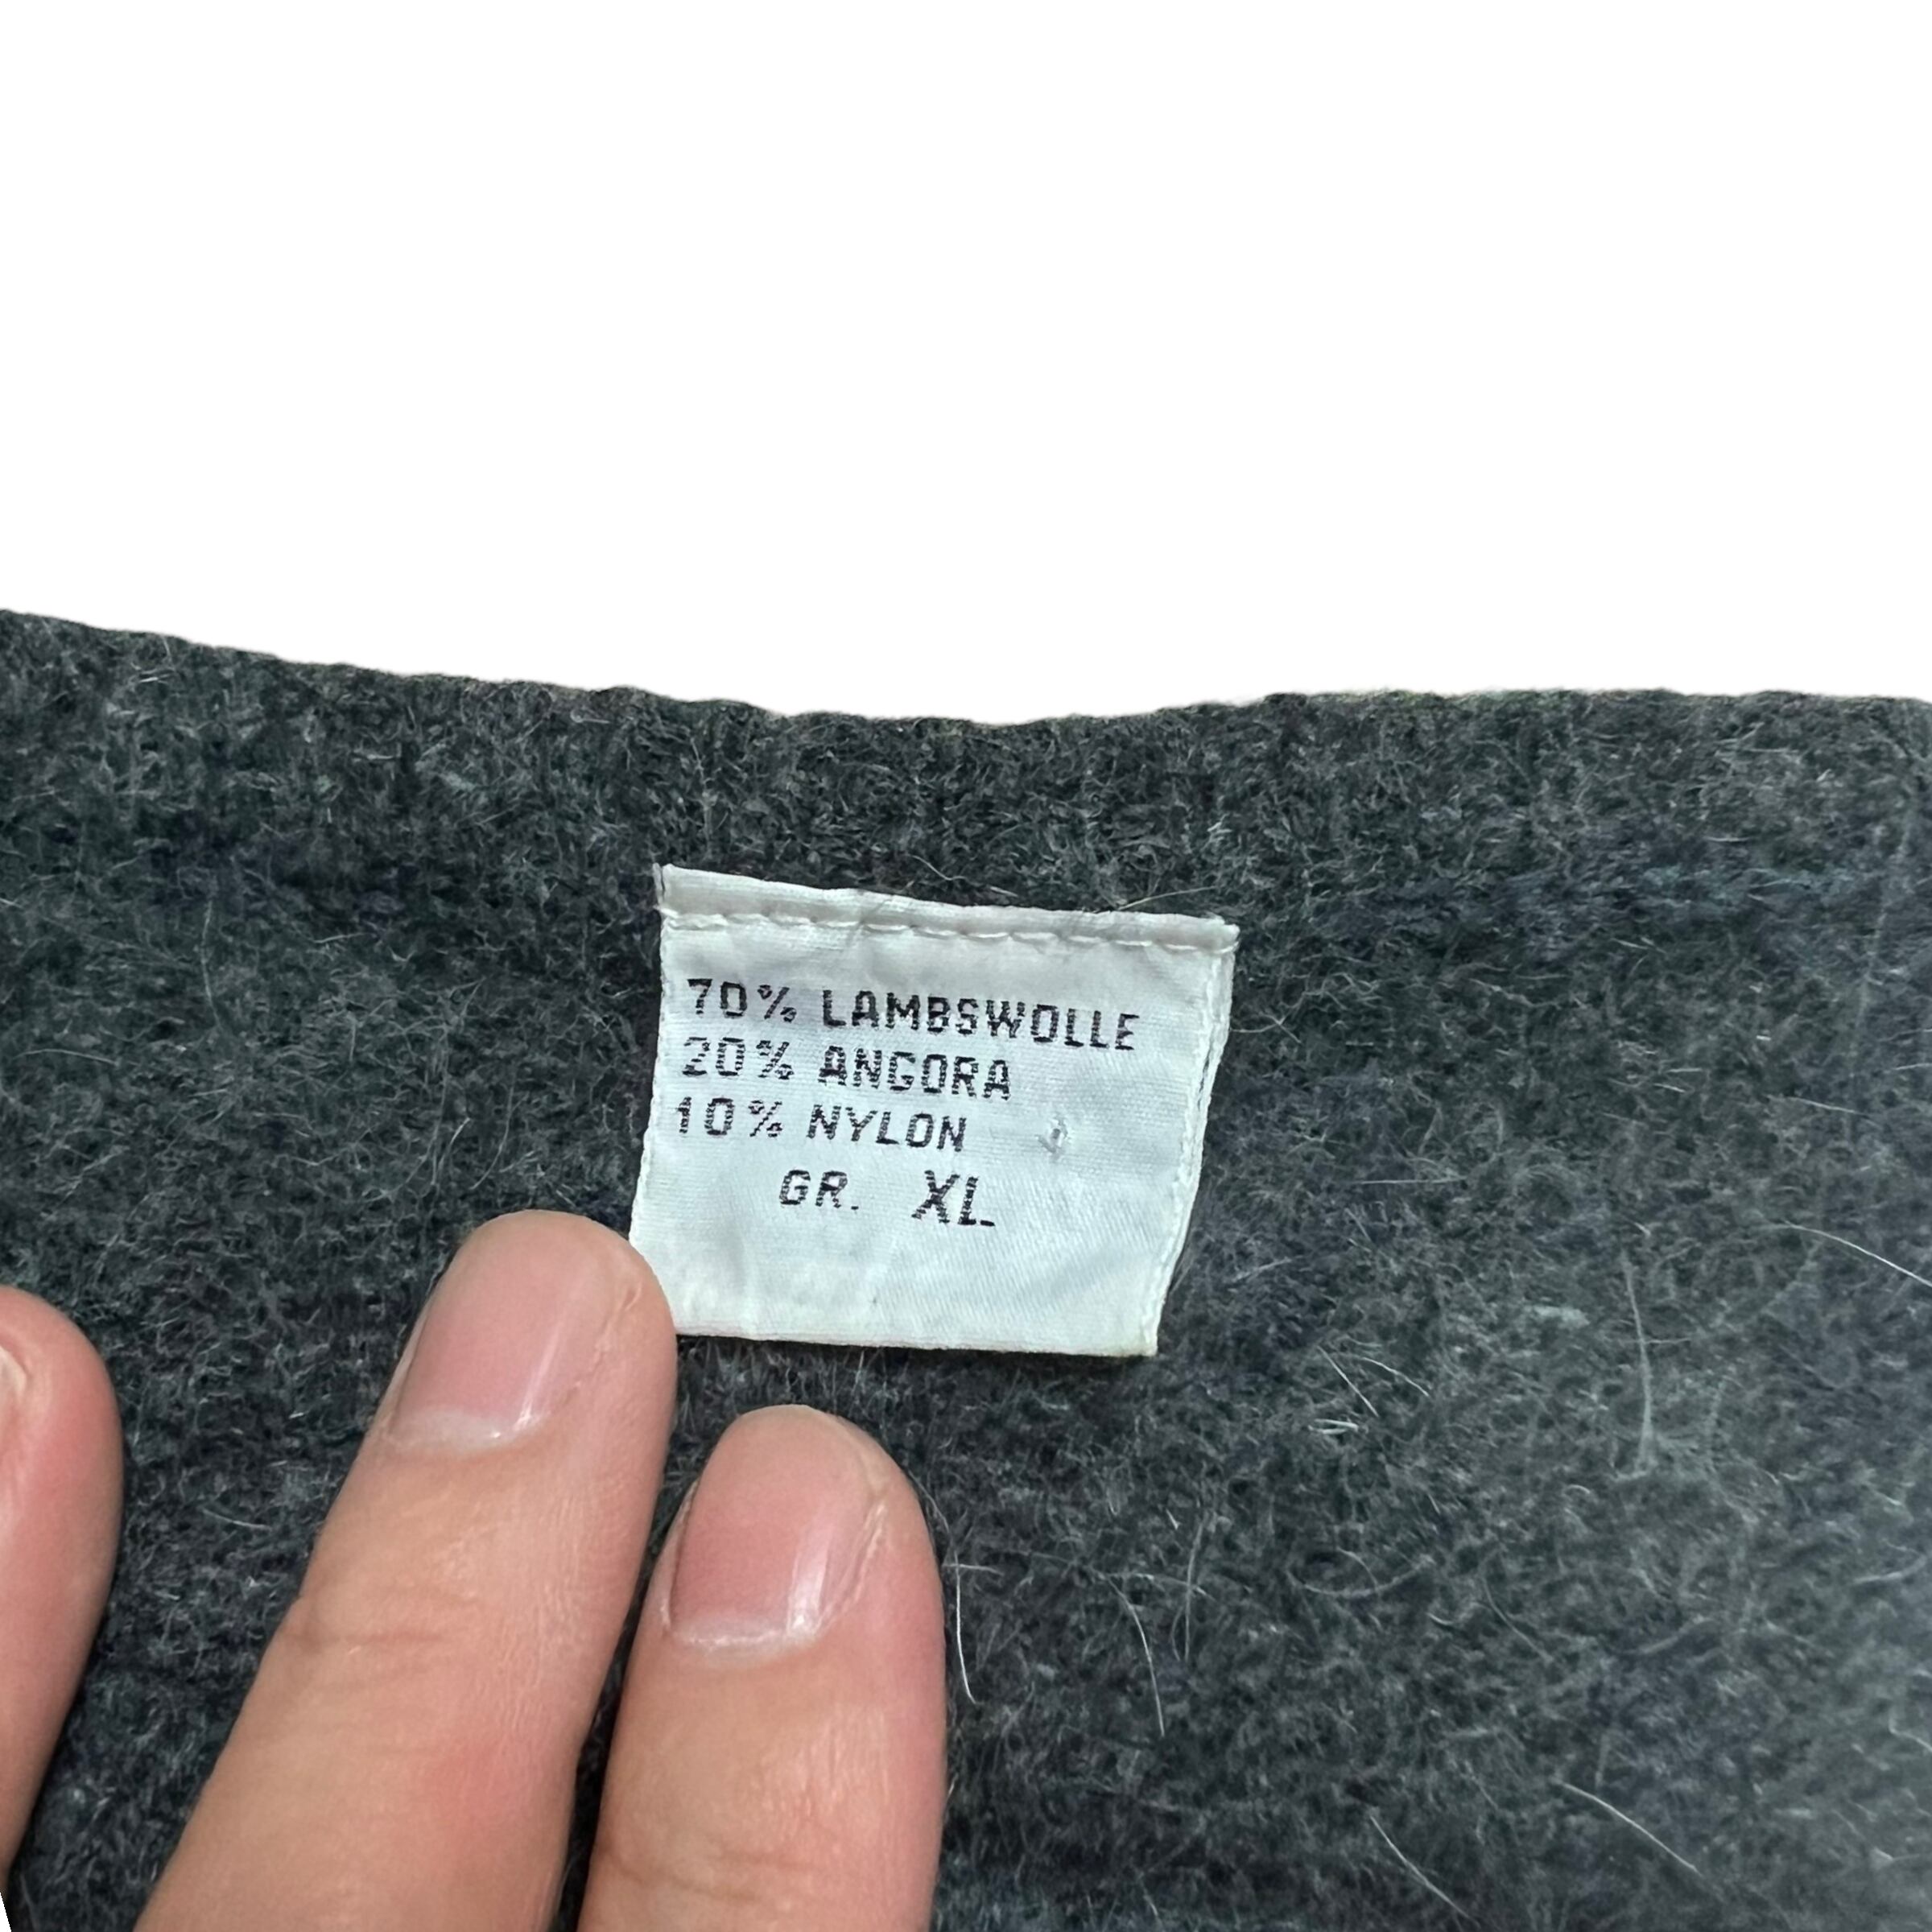 70% LAMBSWOLLE
20% ANGORA
10% NYLON
GR. XL